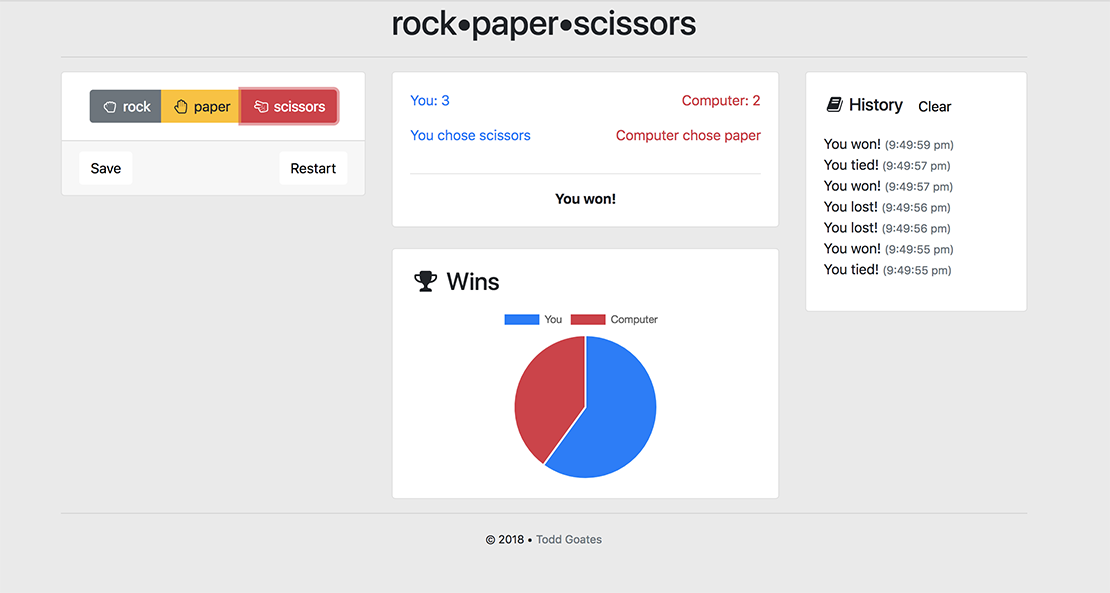 rock•paper•scissors
rock paper scissors
Save Restart
You: 3 Computer: 2
You chose scissors Computer chose paper
You won!
Wins
You Computer
History Clear
You won! (9:49:59 pm)
You tied! (9:49:57 pm)
You won! (9:49:57 pm)
You lost! (9:49:56 pm)
You lost! (9:49:56 pm)
You won! (9:49:55 pm)
You tied! (9:49:55 pm)
© 2018 • Todd Goates